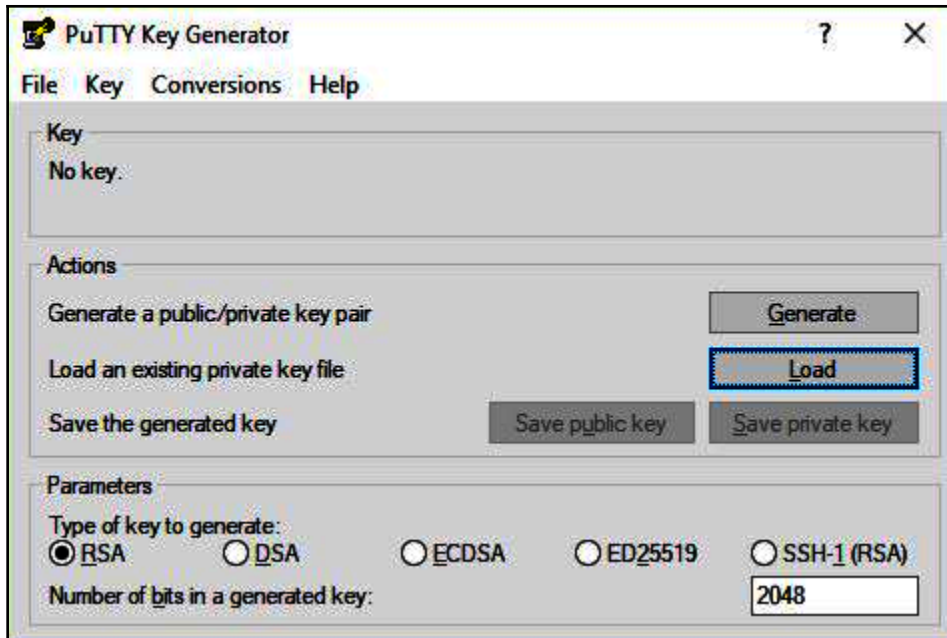 PuTTY Key Generator ? ×
File Key Conversions Help
Key
No key.
Actions
Generate a public/private key pair Generate
Load an existing private key file Load
Save the generated key Save public key Save private key
Parameters
Type of key to generate:
RSA DSA ECDSA ED25519 SSH-1 (RSA)
Number of bits in a generated key: 2048